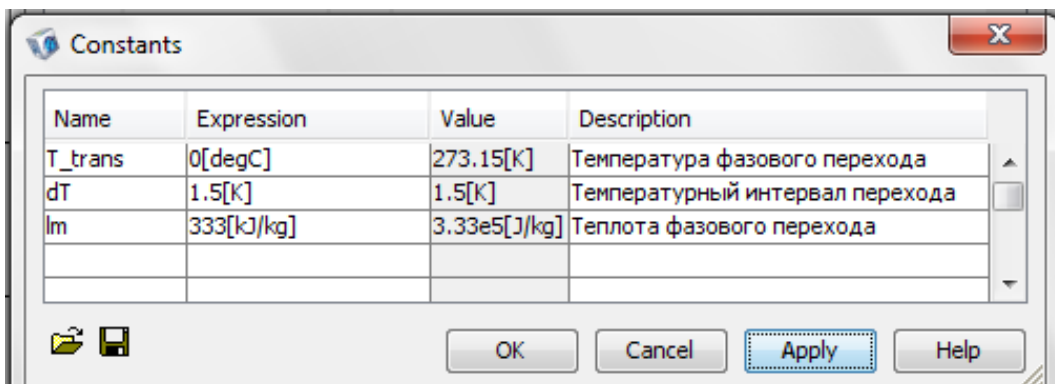 Constants
Name Expression Value Description
T_trans 0[degC] 273.15[K] Температура фазового перехода
dT 1.5[K] 1.5[K] Температурный интервал перехода
lm 333[kJ/kg] 3.33e5[J/kg] Теплота фазового перехода
OK Cancel Apply Help